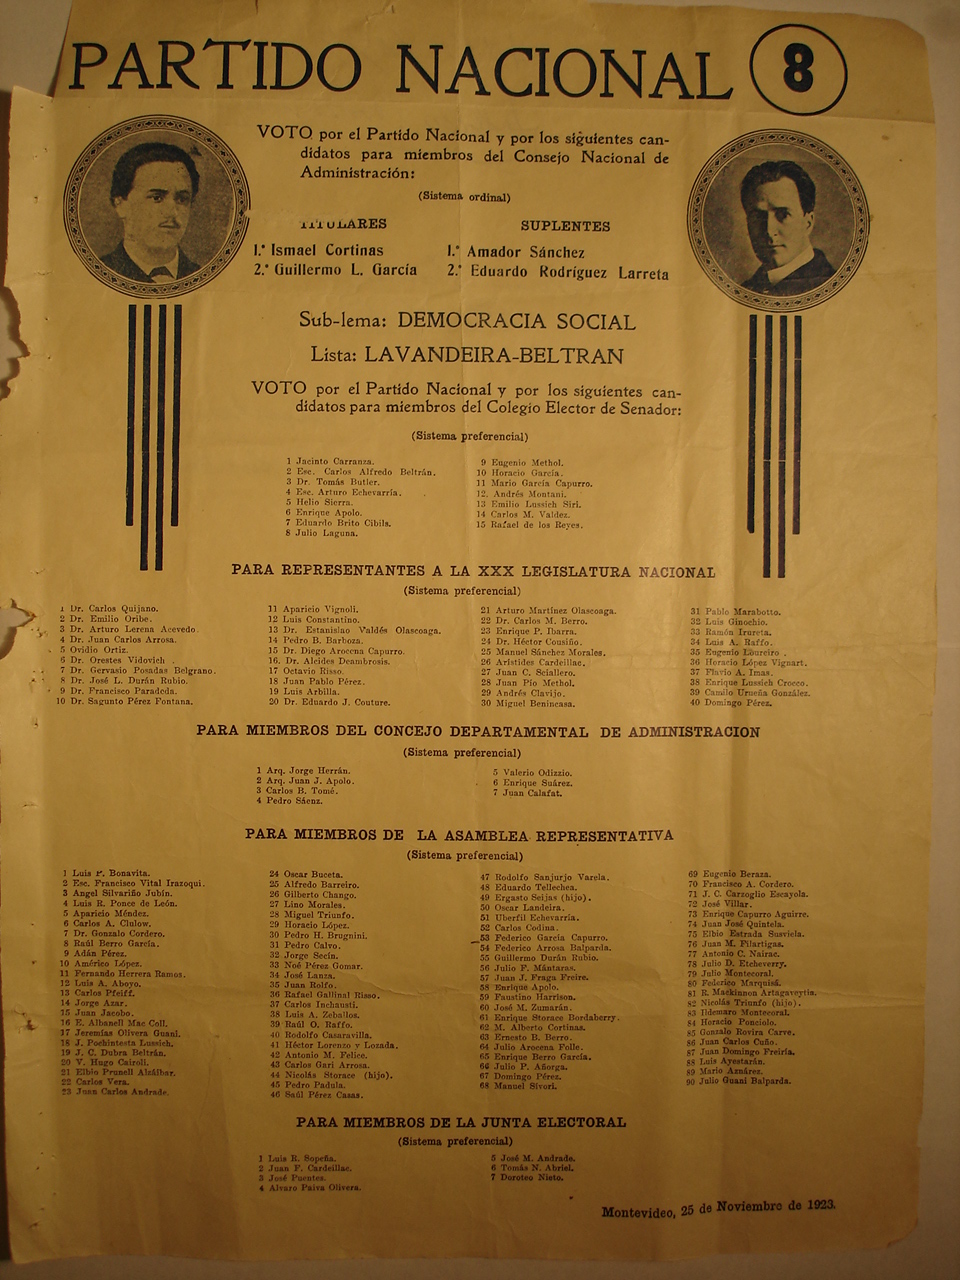 PARTIDO NACIONAL 8
VOTO por el Partido Nacional y por los siguientes can-
didatos para miembros del Consejo Nacional de
Administración:
(Sistema ordinal)
TITULARES
1.º Ismael Cortinas
2.º Guillermo L. García
SUPLENTES
1.º Amador Sánchez
2.º Eduardo Rodríguez Larreta
Sub-lema: DEMOCRACIA SOCIAL
Lista: LAVANDEIRA-BELTRAN
VOTO por el Partido Nacional y por los siguientes can-
didatos para miembros del Colegio Elector de Senador:
(Sistema preferencial)
1 Jacinto Carranza.
2 Esc. Carlos Alfredo Beltrán.
3 Dr. Tomás Butler.
4 Esc. Arturo Echevarría.
5 Helio Sierra.
6 Enrique Apolo.
7 Eduardo Brito Cibils.
8 Julio Laguna.
9 Eugenio Methol.
10 Horacio García.
11 Mario García Capurro.
12. Andrés Montani.
13 Emilio Lussich Siri.
14 Carlos M. Valdez.
15 Rafael de los Reyes.
PARA REPRESENTANTES A LA XXX LEGISLATURA NACIONAL
(Sistema preferencial)
1 Dr. Carlos Quijano.
2 Dr. Emilio Oribe.
3 Dr. Arturo Lerena Acevedo.
4 Dr. Juan Carlos Arrosa.
5 Ovidio Ortiz.
6 Dr. Orestes Vidovich .
7 Dr. Gervasio Posadas Belgrano.
8 Dr. José L. Durán Rubio.
9 Dr. Francisco Paradeda.
10 Dr. Sagunto Pérez Fontana.
11 Aparicio Vignoli.
12 Luis Constantino.
13 Dr. Estanislao Valdés Olascoaga.
14 Pedro B. Barboza.
15 Dr. Diego Arocena Capurro.
16. Dr. Alcides Deambrosis.
17 Octavio Risso.
18 Juan Pablo Pérez.
19 Luis Arbilla.
20 Dr. Eduardo J. Couture.
21 Arturo Martínez Olascoaga.
22 Dr. Carlos M. Berro.
23 Enrique P. Ibarra.
24 Dr. Héctor Cousiño.
25 Manuel Sánchez Morales.
26 Arístides Cardeillac.
27 Juan C. Sciallero.
28 Juan Pío Methol.
29 Andrés Clavijo.
30 Miguel Benincasa.
31 Pablo Marabotto.
32 Luis Ginochio.
33 Ramón Irureta.
34 Luis A. Raffo.
35 Eugenio Loureiro .
36 Horacio López Vignart.
37 Flavio A. Imas.
38 Enrique Lussich Crocco.
39 Camilo Urueña González.
40 Domingo Pérez.
PARA MIEMBROS DEL CONCEJO DEPARTAMENTAL DE ADMINISTRACION
(Sistema preferencial)
1 Arq. Jorge Herrán.
2 Arq. Juan J. Apolo.
3 Carlos B. Tomé.
4 Pedro Sáenz.
5 Valerio Odizzio.
6 Enrique Suárez.
7 Juan Calafat.
PARA MIEMBROS DE LA ASAMBLEA REPRESENTATIVA
(Sistema preferencial)
1 Luis P. Bonavita.
2 Esc. Francisco Vital Irazoqui.
3 Angel Silvariño Jubín.
4 Luis R. Ponce de León.
5 Aparicio Méndez.
6 Carlos A. Clulow.
7 Dr. Gonzalo Cordero.
8 Raúl Berro García.
9 Adán Pérez.
10 Américo López.
11 Fernando Herrera Ramos.
12 Luis A. Aboyo.
13 Carlos Pfeiff.
14 Jorge Azar.
15 Juan Jacobo.
16 E. Albanell Mac Coll.
17 Jeremías Olivera Guani.
18 J. Pochintesta Lussich.
19 J. C. Dubra Beltrán.
20 V. Hugo Cairoli.
21 Elbio Prunell Alzáibar.
22 Carlos Vera.
23 Juan Carlos Andrade.
24 Oscar Buceta.
25 Alfredo Barreiro.
26 Gilberto Chango.
27 Lino Morales.
28 Miguel Triunfo.
29 Horacio López.
30 Pedro H. Brugnini.
31 Pedro Calvo.
32 Jorge Secín.
33 Noé Pérez Gomar.
34 José Lanza.
35 Juan Rolfo.
36 Rafael Gallinal Risso.
37 Carlos Inchausti.
38 Luis A. Zeballos.
39 Raúl O. Raffo.
40 Rodolfo Casaravilla.
41 Héctor Lorenzo y Lozada.
42 Antonio M. Felice.
43 Carlos Gari Arrosa.
44 Nicolás Storace (hijo).
45 Pedro Padula.
46 Saúl Pérez Casas.
47 Rodolfo Sanjurjo Varela.
48 Eduardo Tellechea.
49 Ergasto Seijas (hijo).
50 Oscar Landeira.
51 Uberfil Echevarría.
52 Carlos Codina.
53 Federico García Capurro.
54 Federico Arrosa Balparda.
55 Guillermo Durán Rubio.
56 Julio F. Mántaras.
57 Juan J. Fraga Freire.
58 Enrique Apolo.
59 Faustino Harrison.
60 José M. Zumarán.
61 Enrique Storace Bordaberry.
62 M. Alberto Cortinas.
63 Ernesto B. Berro.
64 Julio Arocena Folle.
65 Enrique Berro García.
66 Julio P. Añorga.
67 Domingo Pérez.
68 Manuel Sívori.
69 Eugenio Beraza.
70 Francisco A. Cordero.
71 J. C. Carzoglio Escayola.
72 José Villar.
73 Enrique Capurro Aguirre.
74 Juan José Quintela.
75 Elbio Estrada Susviela.
76 Juan M. Pilartigas.
77 Antonio C. Nairac.
78 Julio D. Etcheverry.
79 Julio Montecoral.
80 Federico Marquisá.
81 R. Mackinnon Artagaveytia.
82 Nicolás Triunfo (hijo).
83 Ildemaro Montecoral.
84 Horacio Ponciolo.
85 Gonzalo Rovira Carve.
86 Juan Carlos Cuño.
87 Juan Domingo Freiría.
88 Luis Ayestarán.
89 Mario Aznárez.
90 Julio Guani Balparda.
PARA MIEMBROS DE LA JUNTA ELECTORAL
(Sistema preferencial)
1 Luis R. Sopeña.
2 Juan F. Cardeillac.
3 José Puentes.
4 Alvaro Paiva Olivera.
5 José M. Andrade.
6 Tomás N. Abriel.
7 Doroteo Nieto.
Montevideo, 25 de Noviembre de 1923.